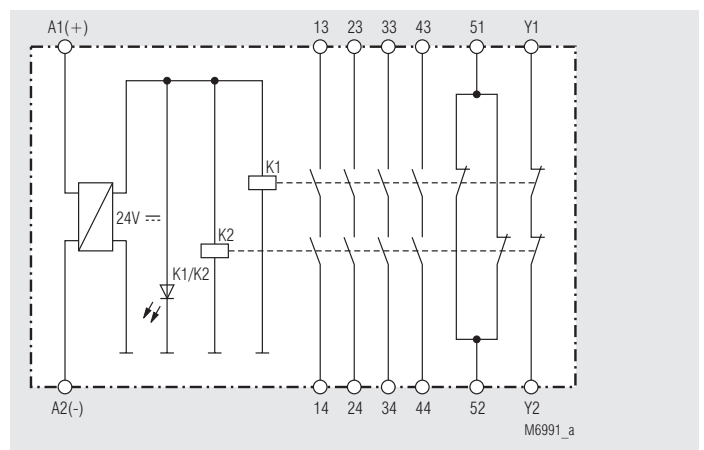 A1(+) 13 23 33 43 51 Y1
K1
24V
K2
K1/K2
A2(-) 14 24 34 44 52 Y2
M6991_a